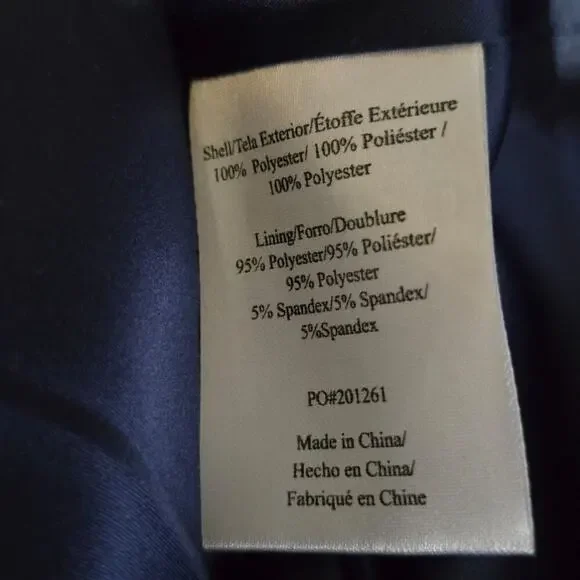 Shell/Tela Exterior/Étoffe Extérieure
100% Polyester/ 100% Poliéster /
100% Polyester
Lining/Forro/Doublure
95% Polyester/95% Poliéster/
95% Polyester
5% Spandex/5% Spandex/
5%Spandex
PO#201261
Made in China/
Hecho en China/
Fabriqué en Chine